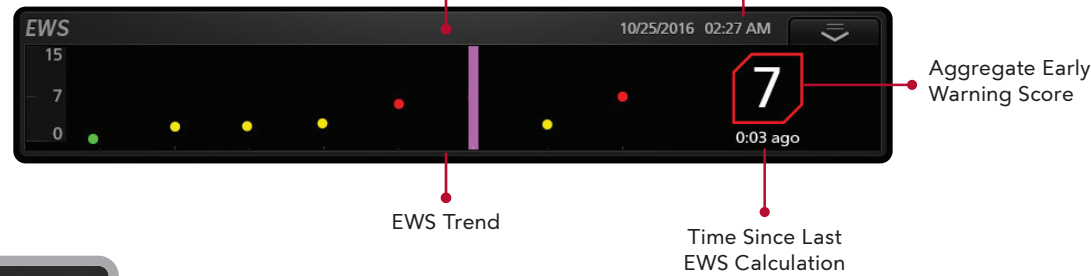 EWS
10/25/2016 02:27 AM
15
7
0
7
0:03 ago
Aggregate Early
Warning Score
EWS Trend
Time Since Last
EWS Calculation